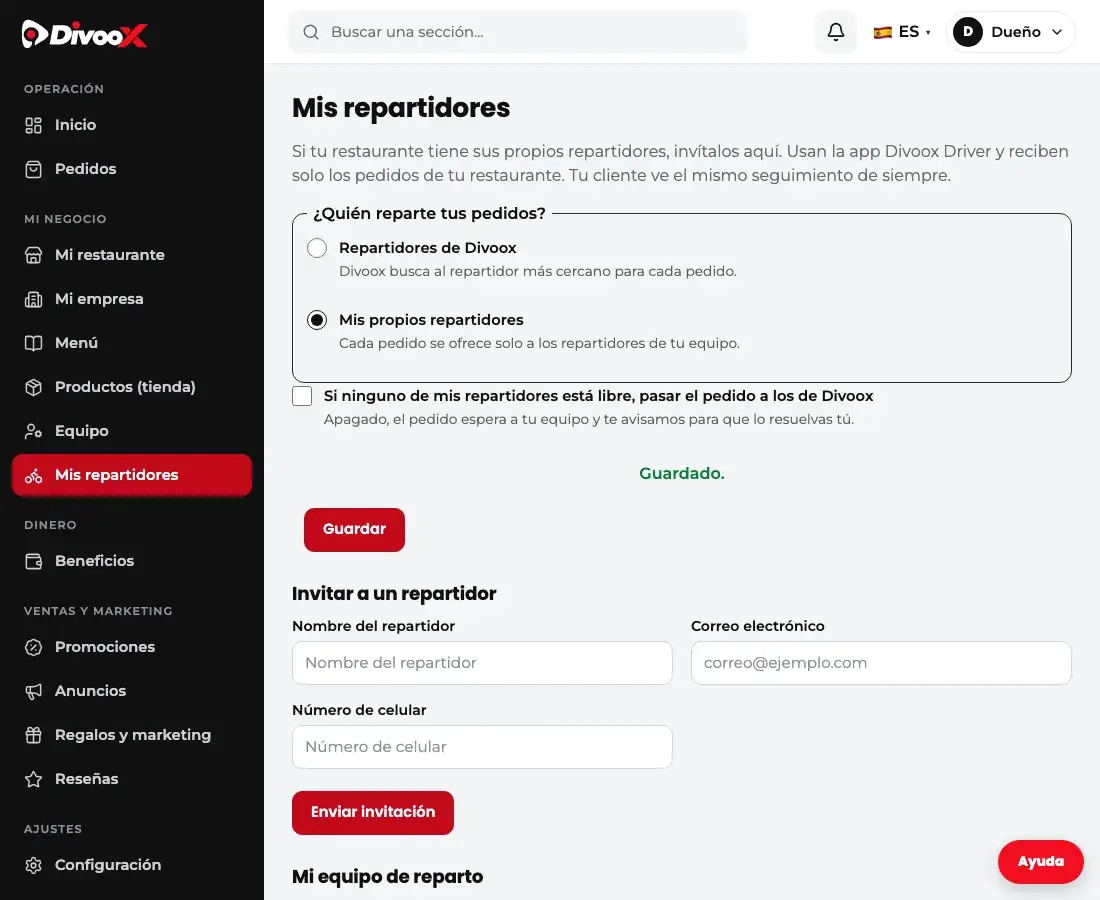 DivooX
Buscar una sección...
ES
D
Dueño
OPERACIÓN
Inicio
Pedidos
MI NEGOCIO
Mi restaurante
Mi empresa
Menú
Productos (tienda)
Equipo
Mis repartidores
DINERO
Beneficios
VENTAS Y MARKETING
Promociones
Anuncios
Regalos y marketing
Reseñas
AJUSTES
Configuración
Mis repartidores
Si tu restaurante tiene sus propios repartidores, invítalos aquí. Usan la app Divoox Driver y reciben
solo los pedidos de tu restaurante. Tu cliente ve el mismo seguimiento de siempre.
¿Quién reparte tus pedidos?
Repartidores de Divoox
Divoox busca al repartidor más cercano para cada pedido.
Mis propios repartidores
Cada pedido se ofrece solo a los repartidores de tu equipo.
Si ninguno de mis repartidores está libre, pasar el pedido a los de Divoox
Apagado, el pedido espera a tu equipo y te avisamos para que lo resuelvas tú.
Guardado.
Guardar
Invitar a un repartidor
Nombre del repartidor
Nombre del repartidor
Correo electrónico
correo@ejemplo.com
Número de celular
Número de celular
Enviar invitación
Ayuda
Mi equipo de reparto